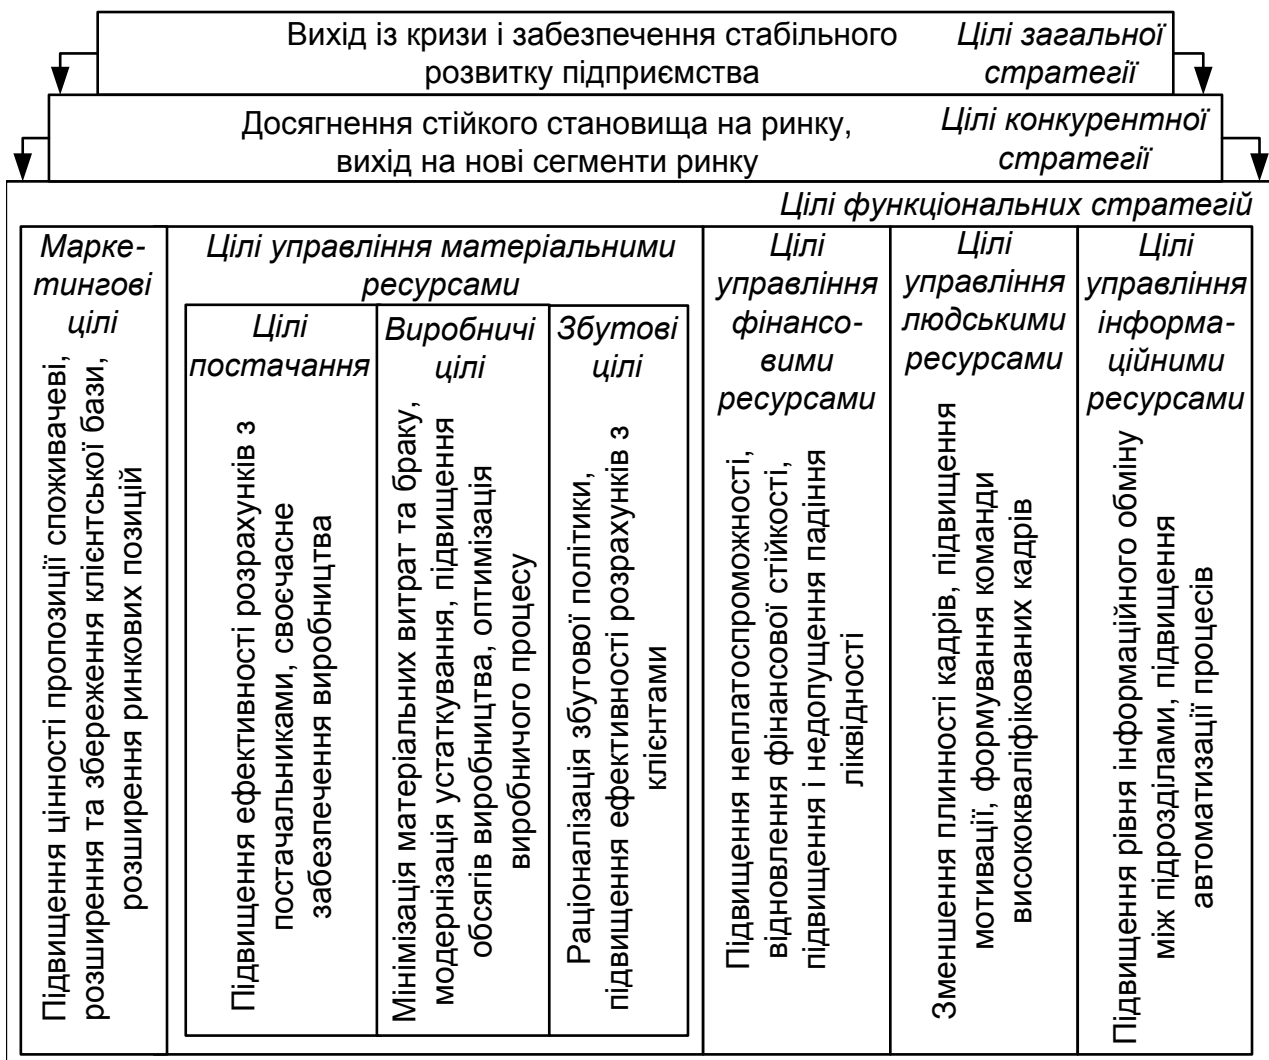 Вихід із кризи і забезпечення стабільного
розвитку підприємства
Цілі загальної
стратегії
Досягнення стійкого становища на ринку,
вихід на нові сегменти ринку
Цілі конкурентної
стратегії
Цілі функціональних стратегій
Марке-
тингові
цілі
Підвищення цінності пропозиції споживачеві,
розширення та збереження клієнтської бази,
розширення ринкових позицій
Цілі управління матеріальними
ресурсами
Цілі
постачання
Підвищення ефективності розрахунків з
постачальниками, своєчасне
забезпечення виробництва
Виробничі
цілі
Мінімізація матеріальних витрат та браку,
модернізація устаткування, підвищення
обсягів виробництва, оптимізація
виробничого процесу
Збутові
цілі
Раціоналізація збутової політики,
підвищення ефективності розрахунків з
клієнтами
Цілі
управління
фінансо-
вими
ресурсами
Підвищення неплатоспроможності,
відновлення фінансової стійкості,
підвищення і недопущення падіння
ліквідності
Цілі
управління
людськими
ресурсами
Зменшення плинності кадрів, підвищення
мотивації, формування команди
висококваліфікованих кадрів
Цілі
управління
інформа-
ційними
ресурсами
Підвищення рівня інформаційного обміну
між підрозділами, підвищення
автоматизації процесів